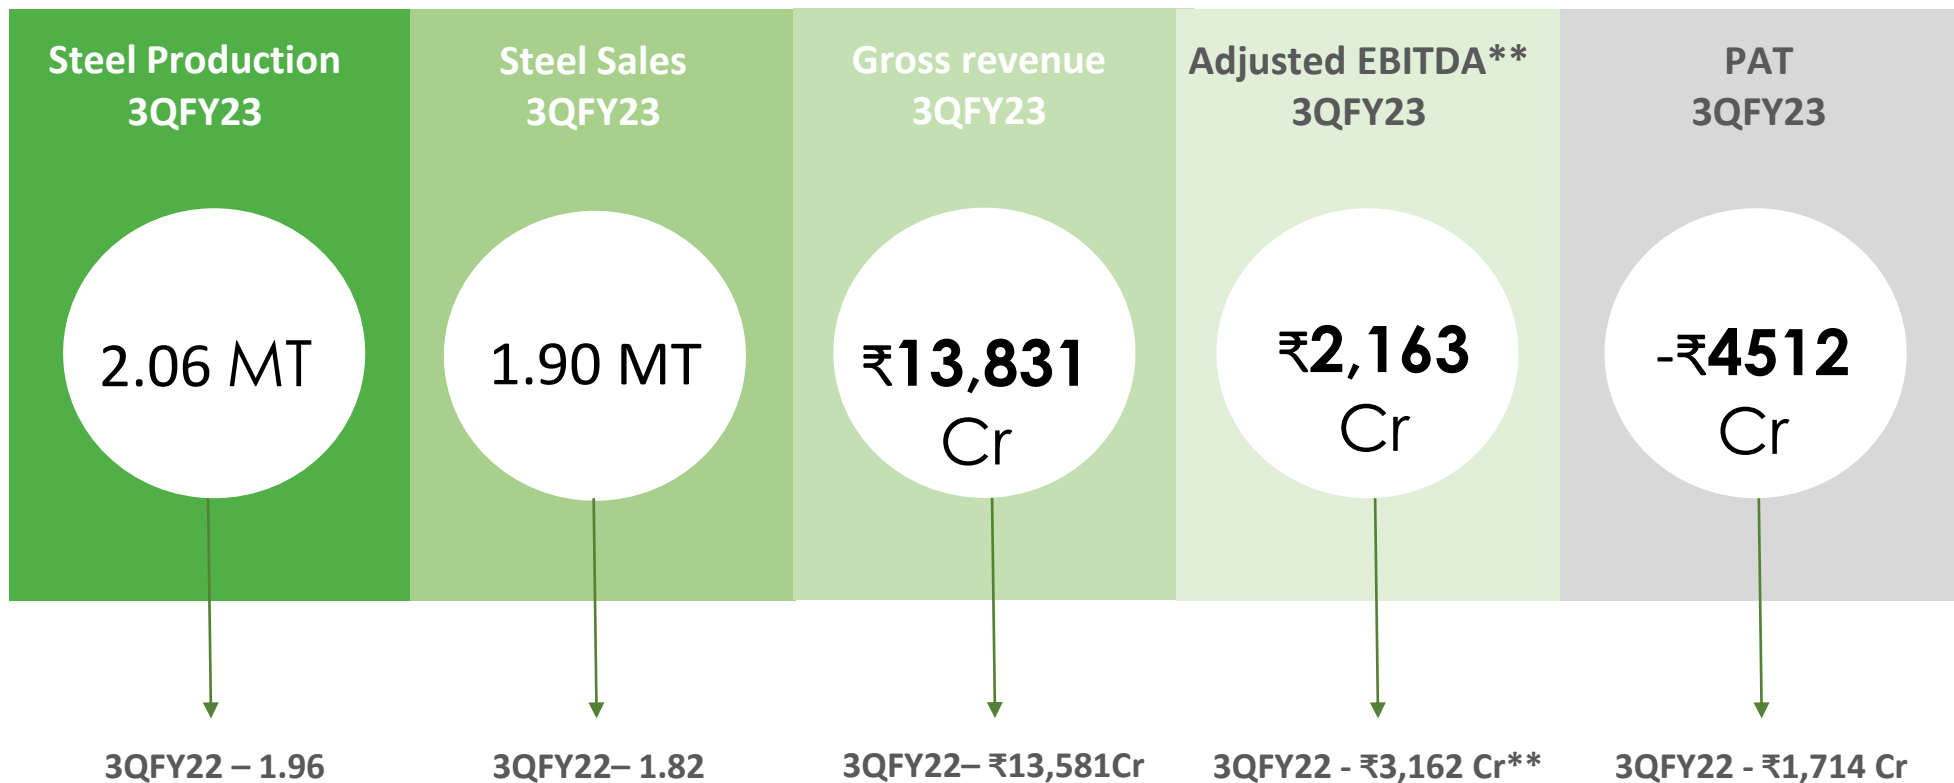 Steel Production
3QFY23
2.06 MT
3QFY22 – 1.96
Steel Sales
3QFY23
1.90 MT
3QFY22– 1.82
Gross revenue
3QFY23
₹13,831
Cr
3QFY22– ₹13,581Cr
Adjusted EBITDA**
3QFY23
₹2,163
Cr
3QFY22 - ₹3,162 Cr**
PAT
3QFY23
-₹4512
Cr
3QFY22 - ₹1,714 Cr